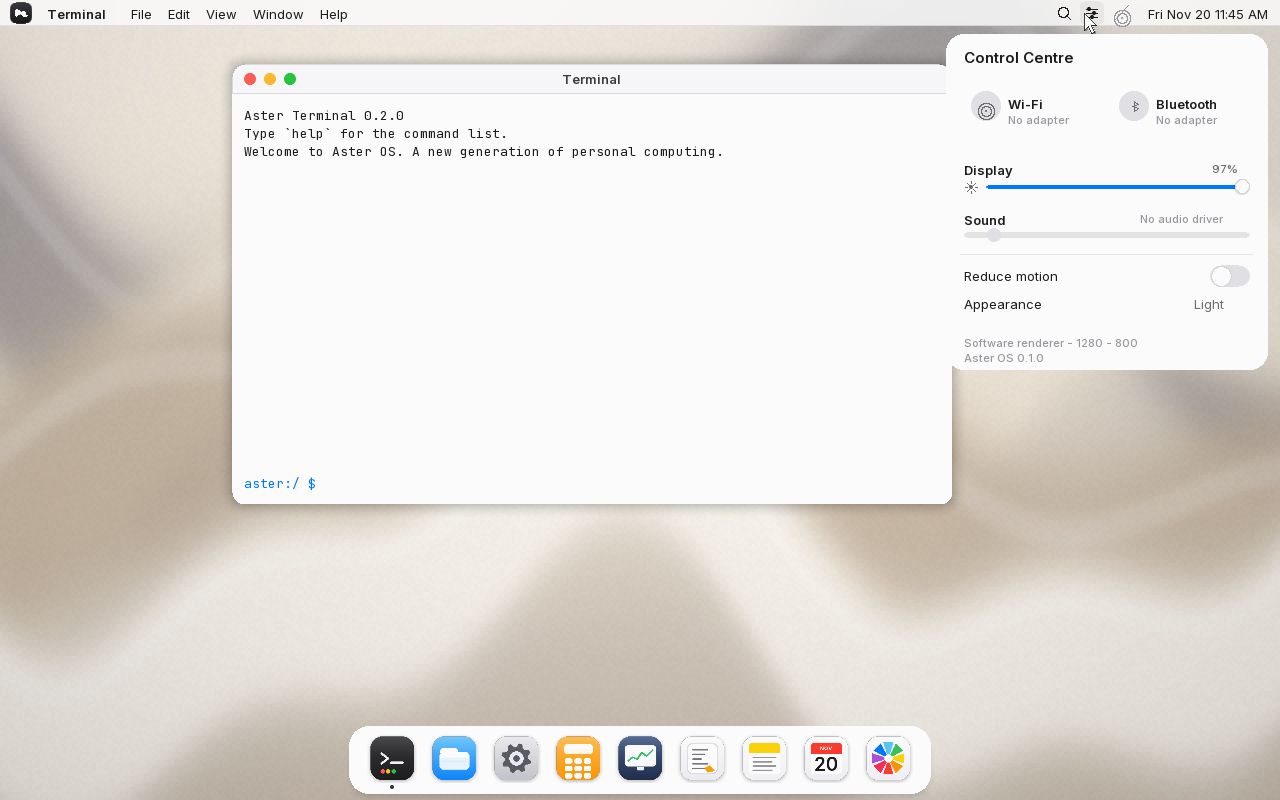 Terminal File Edit View Window Help Fri Nov 20 11:45 AM
Control Centre
Wi-Fi Bluetooth
No adapter No adapter
Display 97%
Sound No audio driver
Reduce motion
Appearance Light
Software renderer - 1280 - 800
Aster OS 0.1.0
Terminal
Aster Terminal 0.2.0
Type `help` for the command list.
Welcome to Aster OS. A new generation of personal computing.
aster:/ $
NOV
20